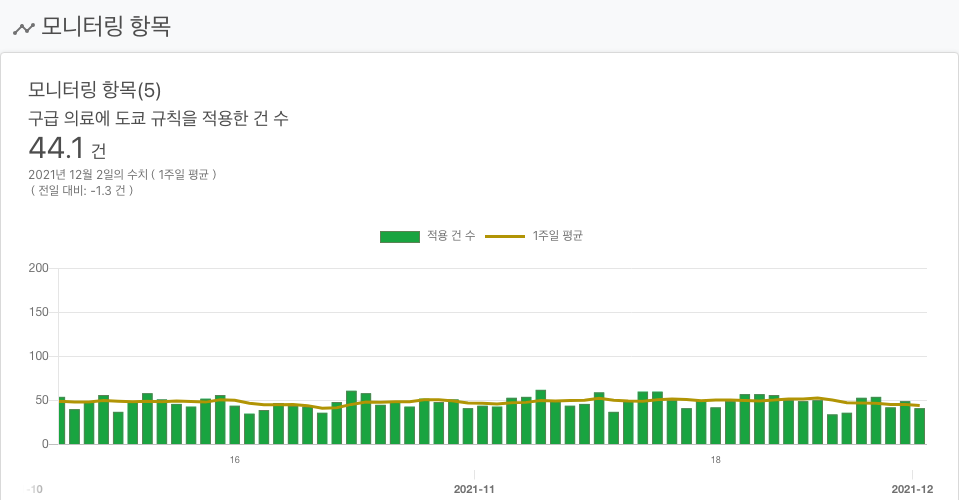 모니터링 항목
모니터링 항목(5)
구급 의료에 도쿄 규칙을 적용한 건 수
44.1 건
2021년 12월 2일의 수치 ( 1주일 평균 )
( 전일 대비: -1.3 건 )
적용 건 수 1주일 평균
200
150
100
50
0
16 18
-10 2021-11 2021-12